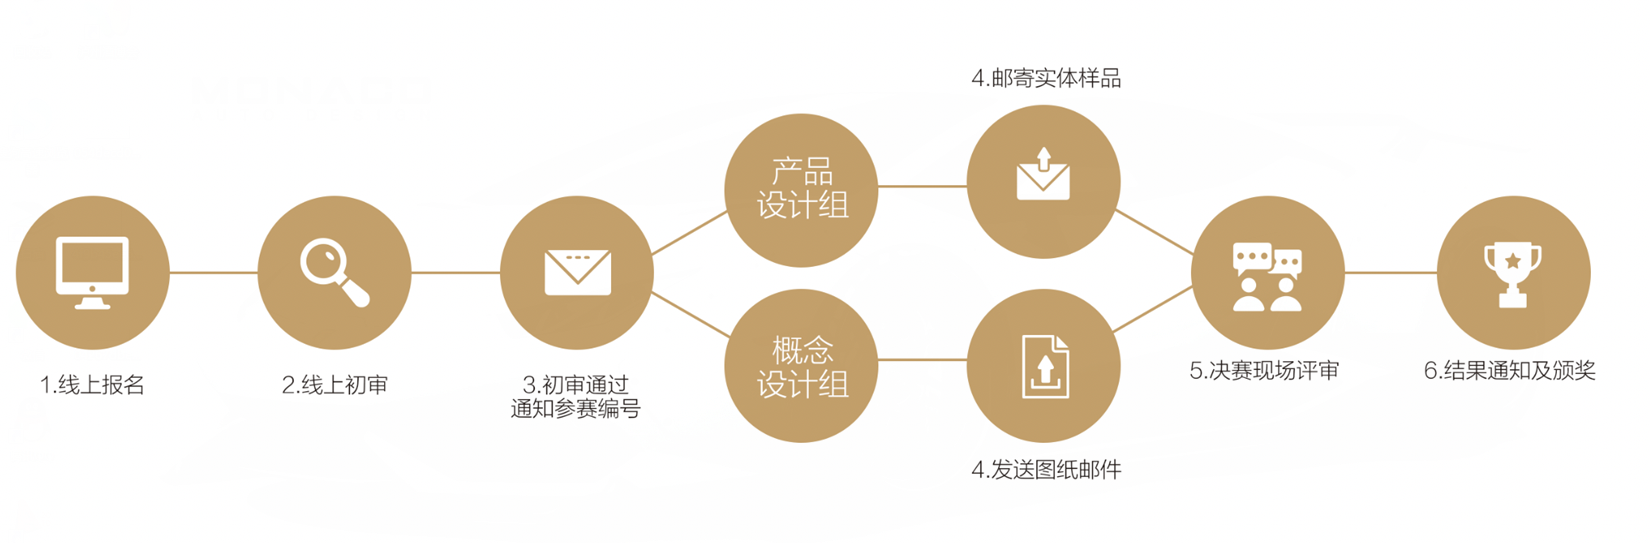 1.线上报名
2.线上初审
3.初审通过
通知参赛编号
产品
设计组
4.邮寄实体样品
概念
设计组
4.发送图纸邮件
5.决赛现场评审
6.结果通知及颁奖